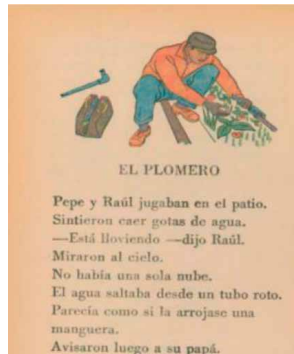 EL PLOMERO
Pepe y Raúl jugaban en el patio.
Sintieron caer gotas de agua.
—Está lloviendo —dijo Raúl.
Miraron al cielo.
No había una sola nube.
El agua saltaba desde un tubo roto.
Parecía como si la arrojase una
manguera.
Avisaron luego a su papá.